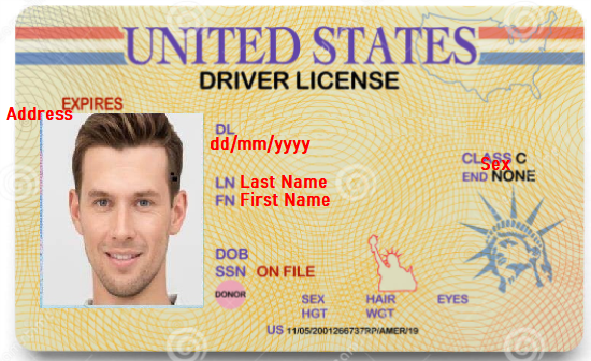 UNITED STATES
DRIVER LICENSE
EXPIRES
Address
DL
dd/mm/yyyy
CLASS C
Sex
END NONE
LN Last Name
FN First Name
DOB
SSN ON FILE
DONOR
SEX HAIR EYES
HGT WGT
US 11/05/2001266737RP/AMER/19